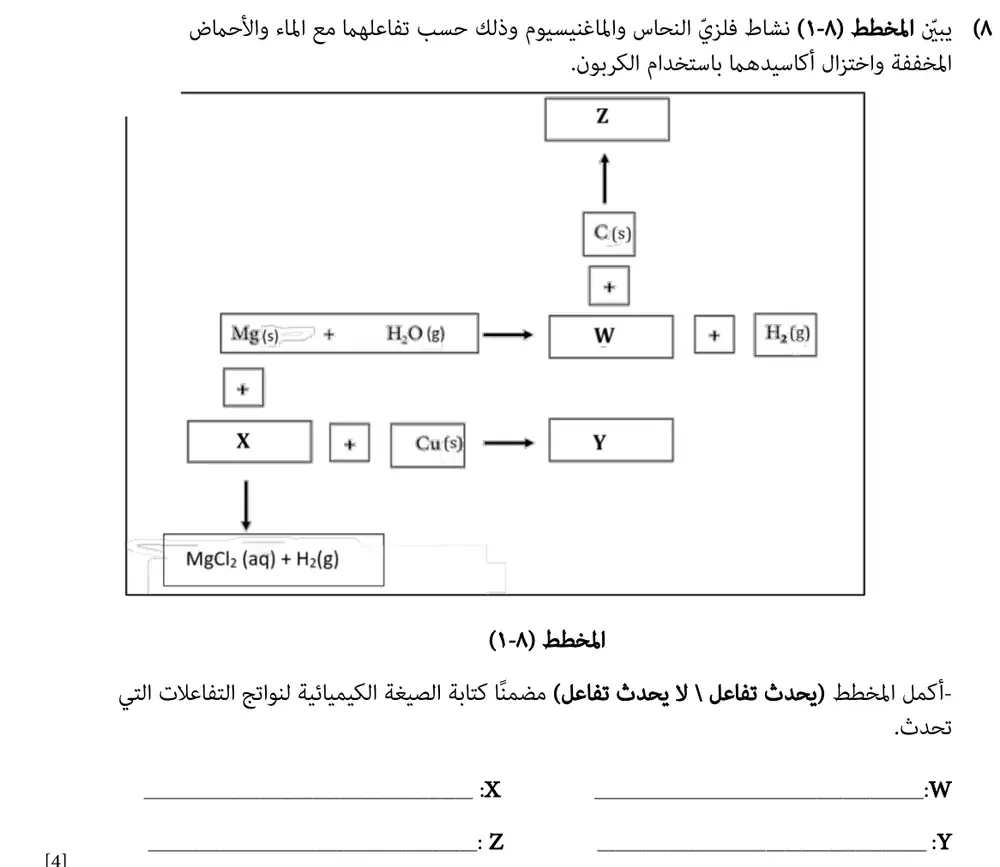 ٨) يبيّن المخطط (٨-١) نشاط فلزيّ النحاس والماغنيسيوم وذلك حسب تفاعلهما مع الماء والأحماض
المخففة واختزال أكاسيدهما باستخدام الكربون.
Z
C(s)
+
Mg(s) + H₂O(g) W + H₂(g)
+
X + Cu(s) Y
MgCl₂ (aq) + H₂(g)
المخطط (٨-١)
-أكمل المخطط (يحدث تفاعل \ لا يحدث تفاعل) مضمنًا كتابة الصيغة الكيميائية لنواتج التفاعلات التي
تحدث.
W: X:
Y: Z :
[4]